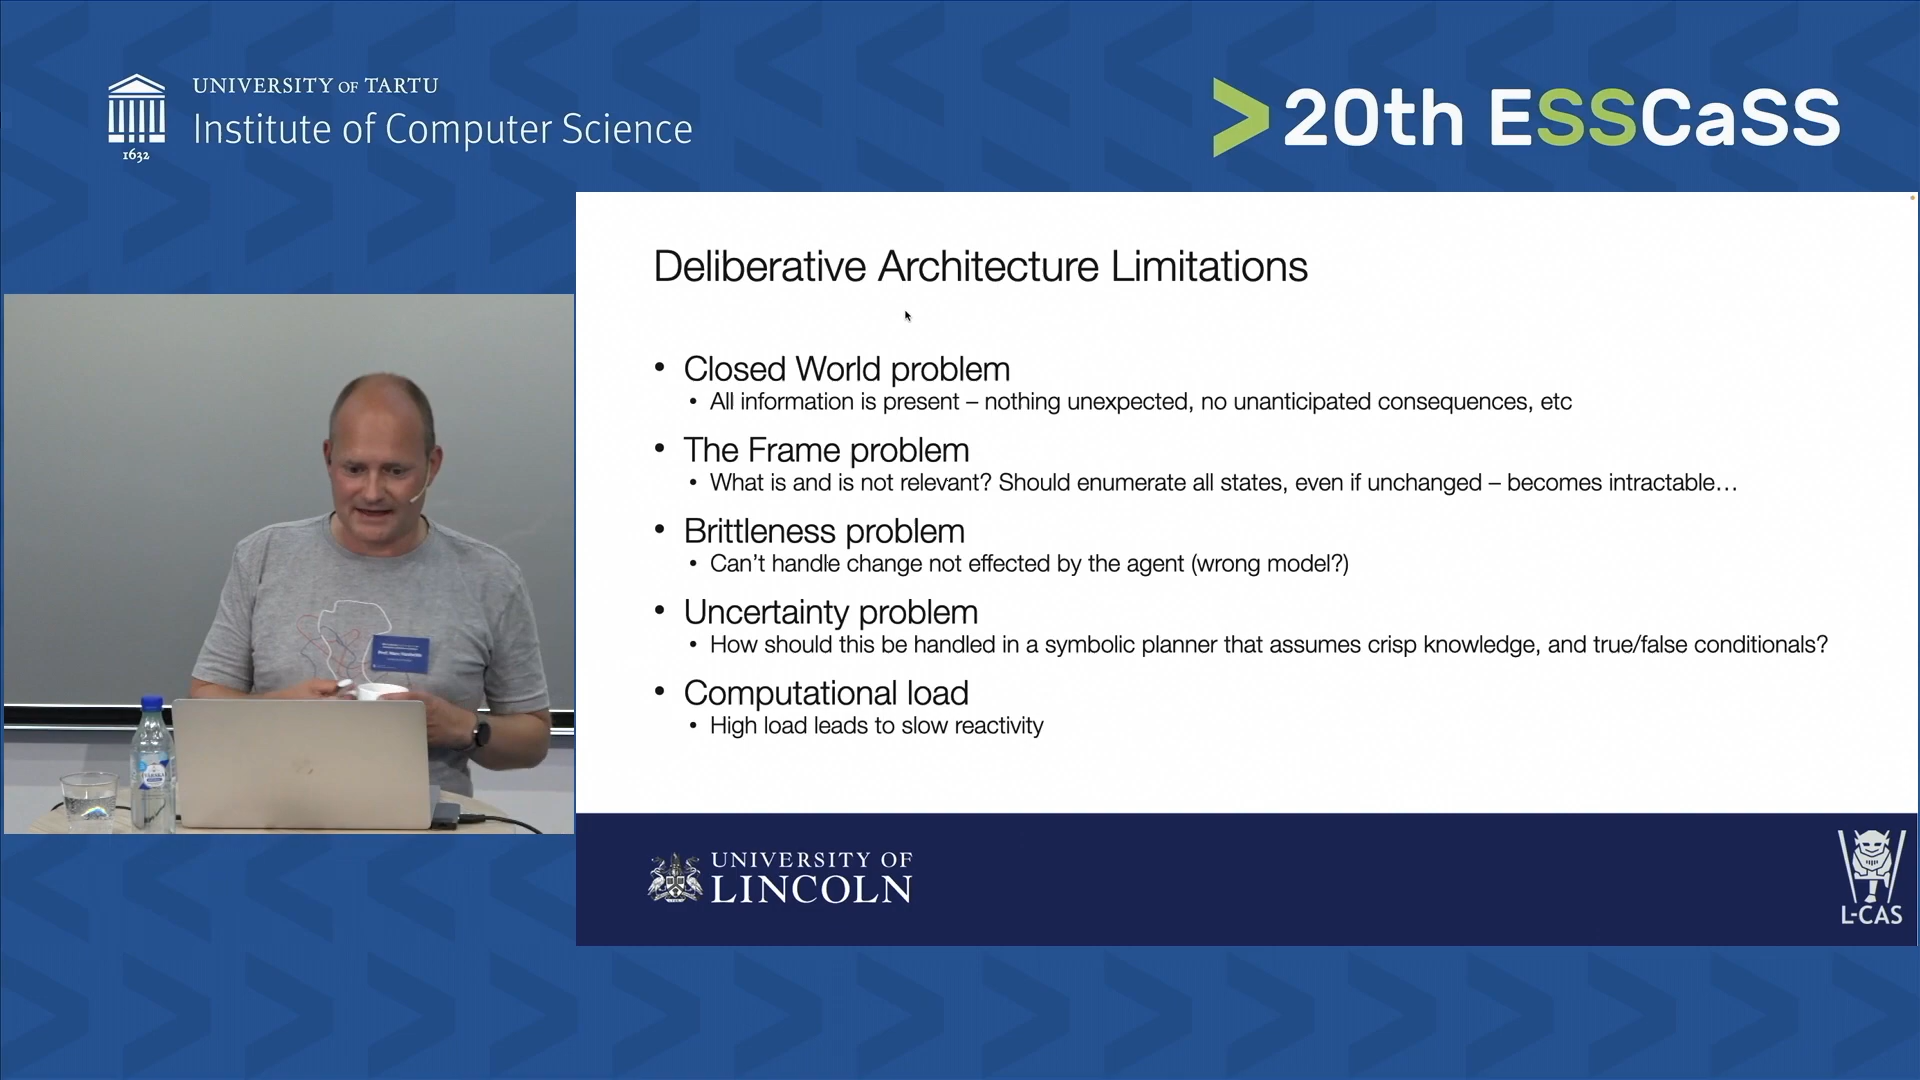 UNIVERSITY OF TARTU
Institute of Computer Science
1632
>20th ESSCaSS
Deliberative Architecture Limitations
• Closed World problem
• All information is present – nothing unexpected, no unanticipated consequences, etc
• The Frame problem
• What is and is not relevant? Should enumerate all states, even if unchanged – becomes intractable…
• Brittleness problem
• Can't handle change not effected by the agent (wrong model?)
• Uncertainty problem
• How should this be handled in a symbolic planner that assumes crisp knowledge, and true/false conditionals?
• Computational load
• High load leads to slow reactivity
UNIVERSITY OF
LINCOLN
L-CAS